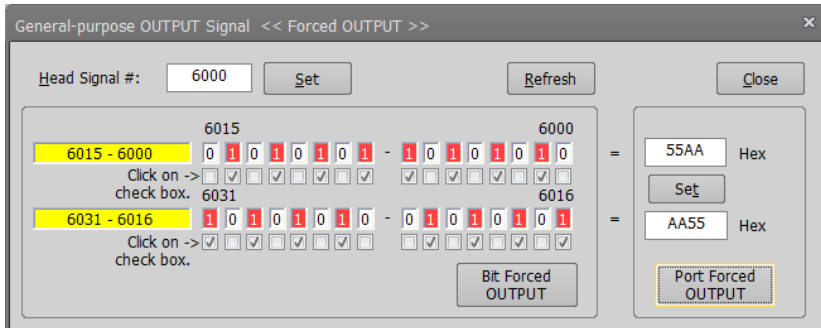 General-purpose OUTPUT Signal << Forced OUTPUT >> x
Head Signal #: 6000 Set Refresh Close
6015 6000
6015 - 6000 0 1 0 1 0 1 0 1 - 1 0 1 0 1 0 1 0 = 55AA Hex
Click on ->
check box.
Set
6031 6016
6031 - 6016 1 0 1 0 1 0 1 0 - 0 1 0 1 0 1 0 1 = AA55 Hex
Click on ->
check box.
Bit Forced
OUTPUT
Port Forced
OUTPUT